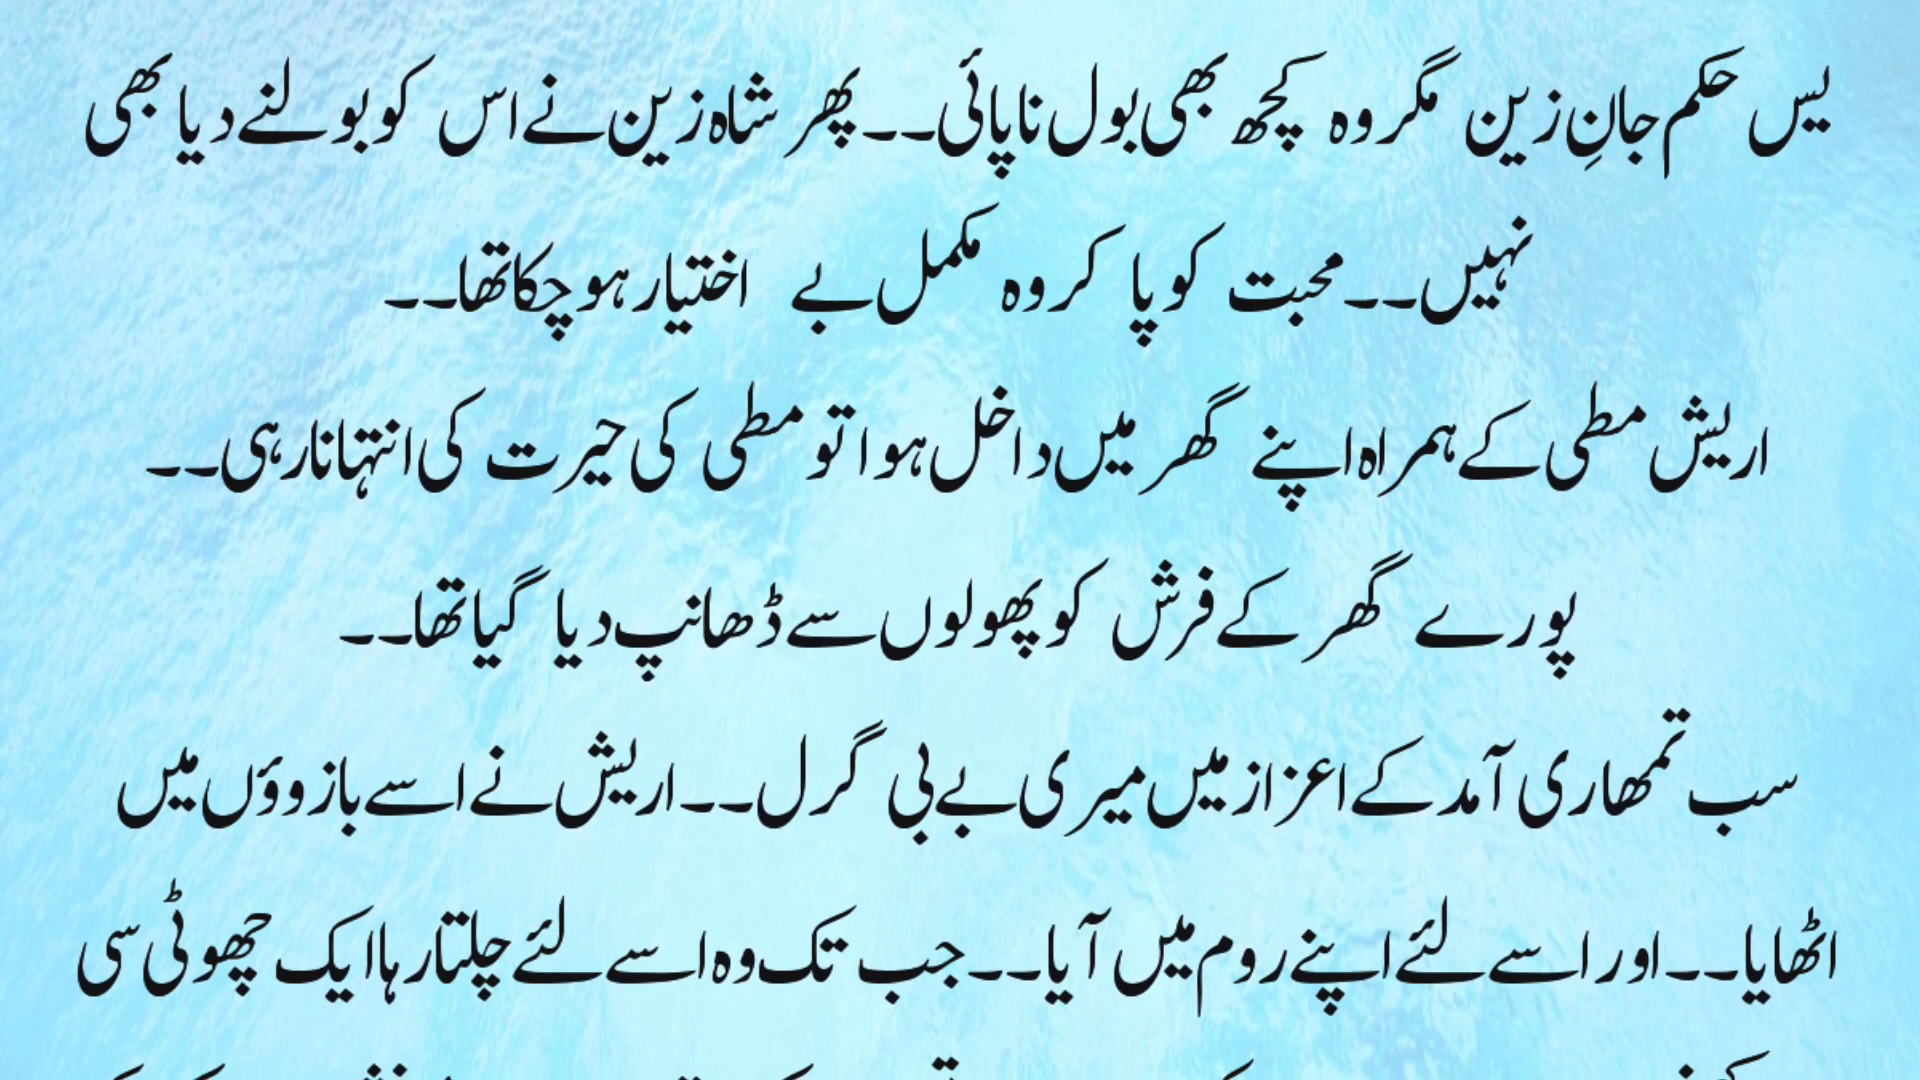 یس حکم جانِ زین مگر وہ کچھ بھی بول نا پائی۔۔ پھر شاہ زین نے اس کو بولنے دیا بھی
نہیں۔۔ محبت کو پا کر وہ مکمل بے اختیار ہو چکا تھا۔۔
اریش مطی کے ہمراہ اپنے گھر میں داخل ہوا تو مطی کی حیرت کی انتہا نا رہی۔۔
پورے گھر کے فرش کو پھولوں سے ڈھانپ دیا گیا تھا۔۔
سب تمھاری آمد کے اعزاز میں میری بے بی گرل۔۔ اریش نے اسے بازوؤں میں
اٹھایا۔۔ اور اسے لئے اپنے روم میں آیا۔۔ جب تک وہ اسے لئے چلتا رہا ایک چھوٹی سی